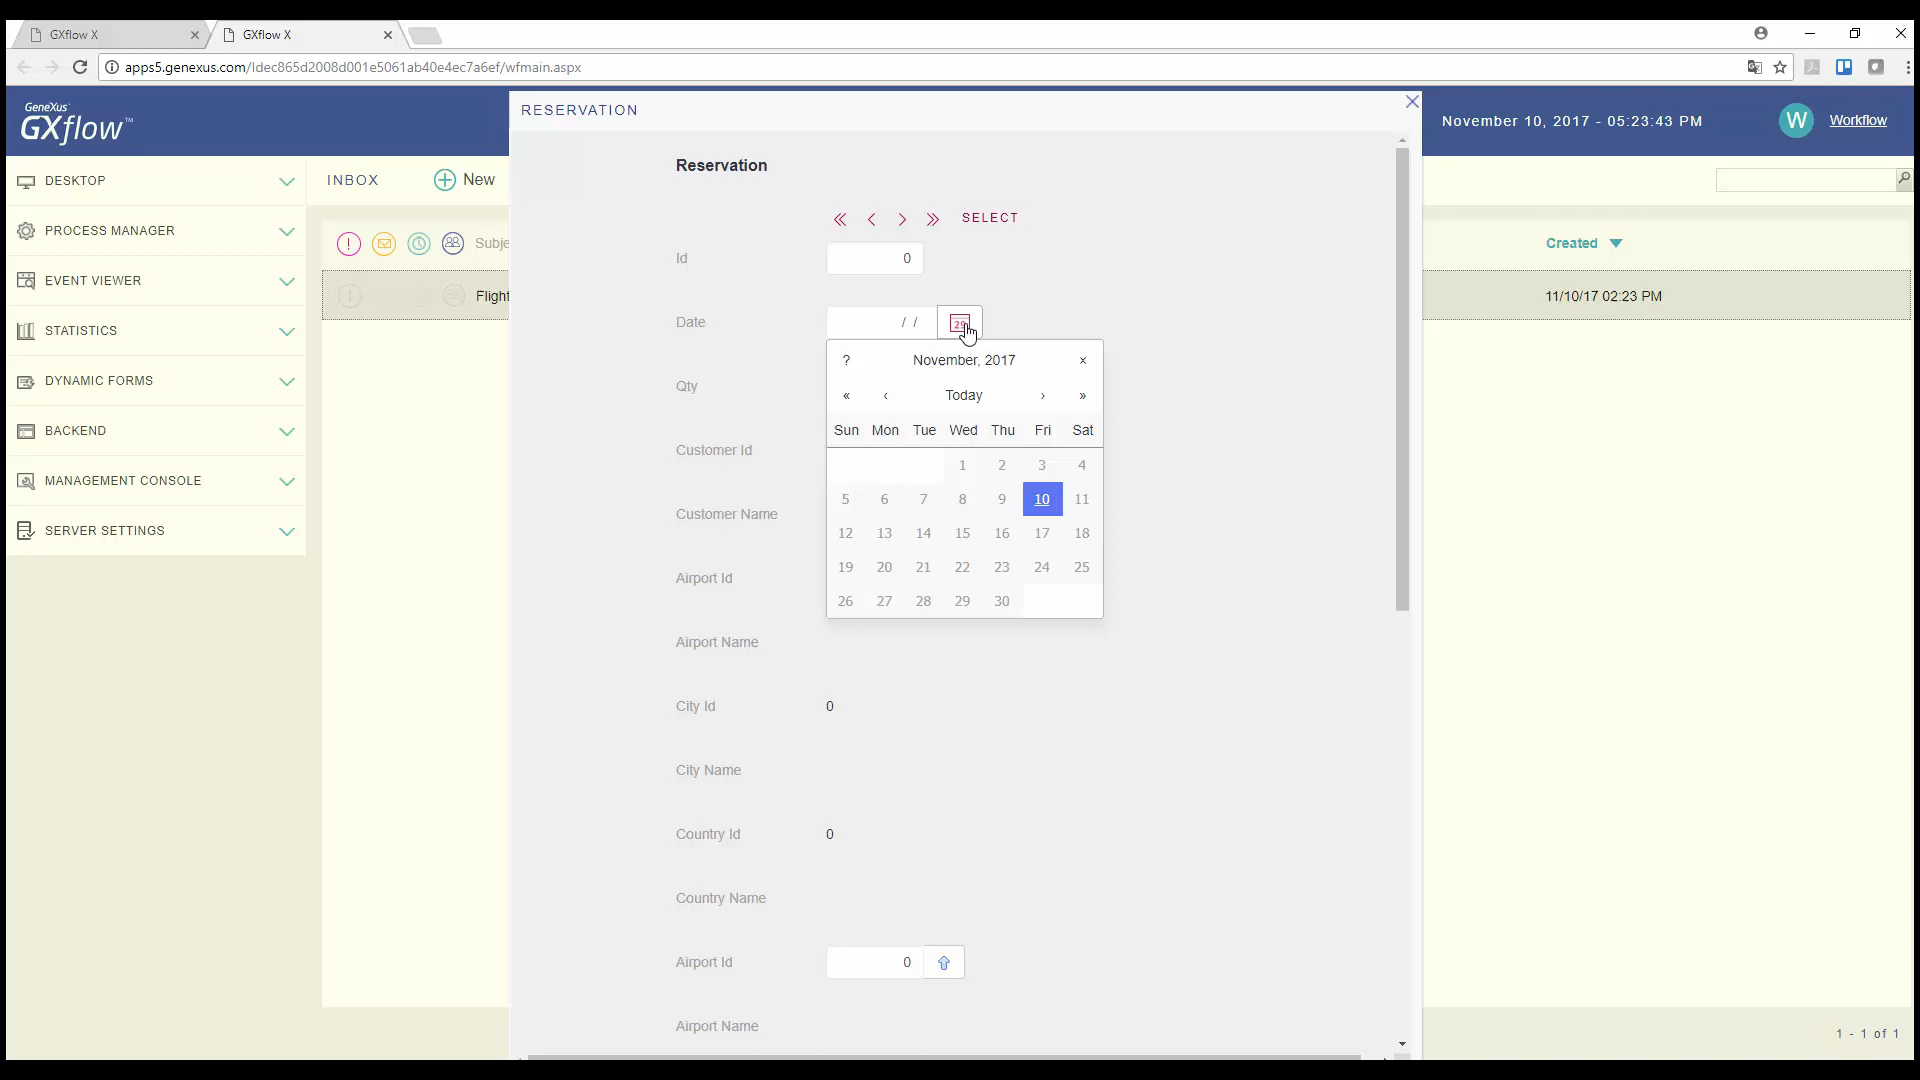 GXflow X
GXflow X
apps5.genexus.com/Idec865d2008d001e5061ab40e4ec7a6ef/wfmain.aspx
GeneXus™
GXflow™
RESERVATION
November 10, 2017 - 05:23:43 PM
W
Workflow
DESKTOP
PROCESS MANAGER
EVENT VIEWER
STATISTICS
DYNAMIC FORMS
BACKEND
MANAGEMENT CONSOLE
SERVER SETTINGS
INBOX
New
Subje
Created
Flight
11/10/17 02:23 PM
Reservation
SELECT
Id 0
Date / / 29
? November, 2017 ×
« ‹ Today › »
Sun Mon Tue Wed Thu Fri Sat
1 2 3 4
5 6 7 8 9 10 11
12 13 14 15 16 17 18
19 20 21 22 23 24 25
26 27 28 29 30
Qty
Customer Id
Customer Name
Airport Id
Airport Name
City Id 0
City Name
Country Id 0
Country Name
Airport Id 0
Airport Name
1 - 1 of 1